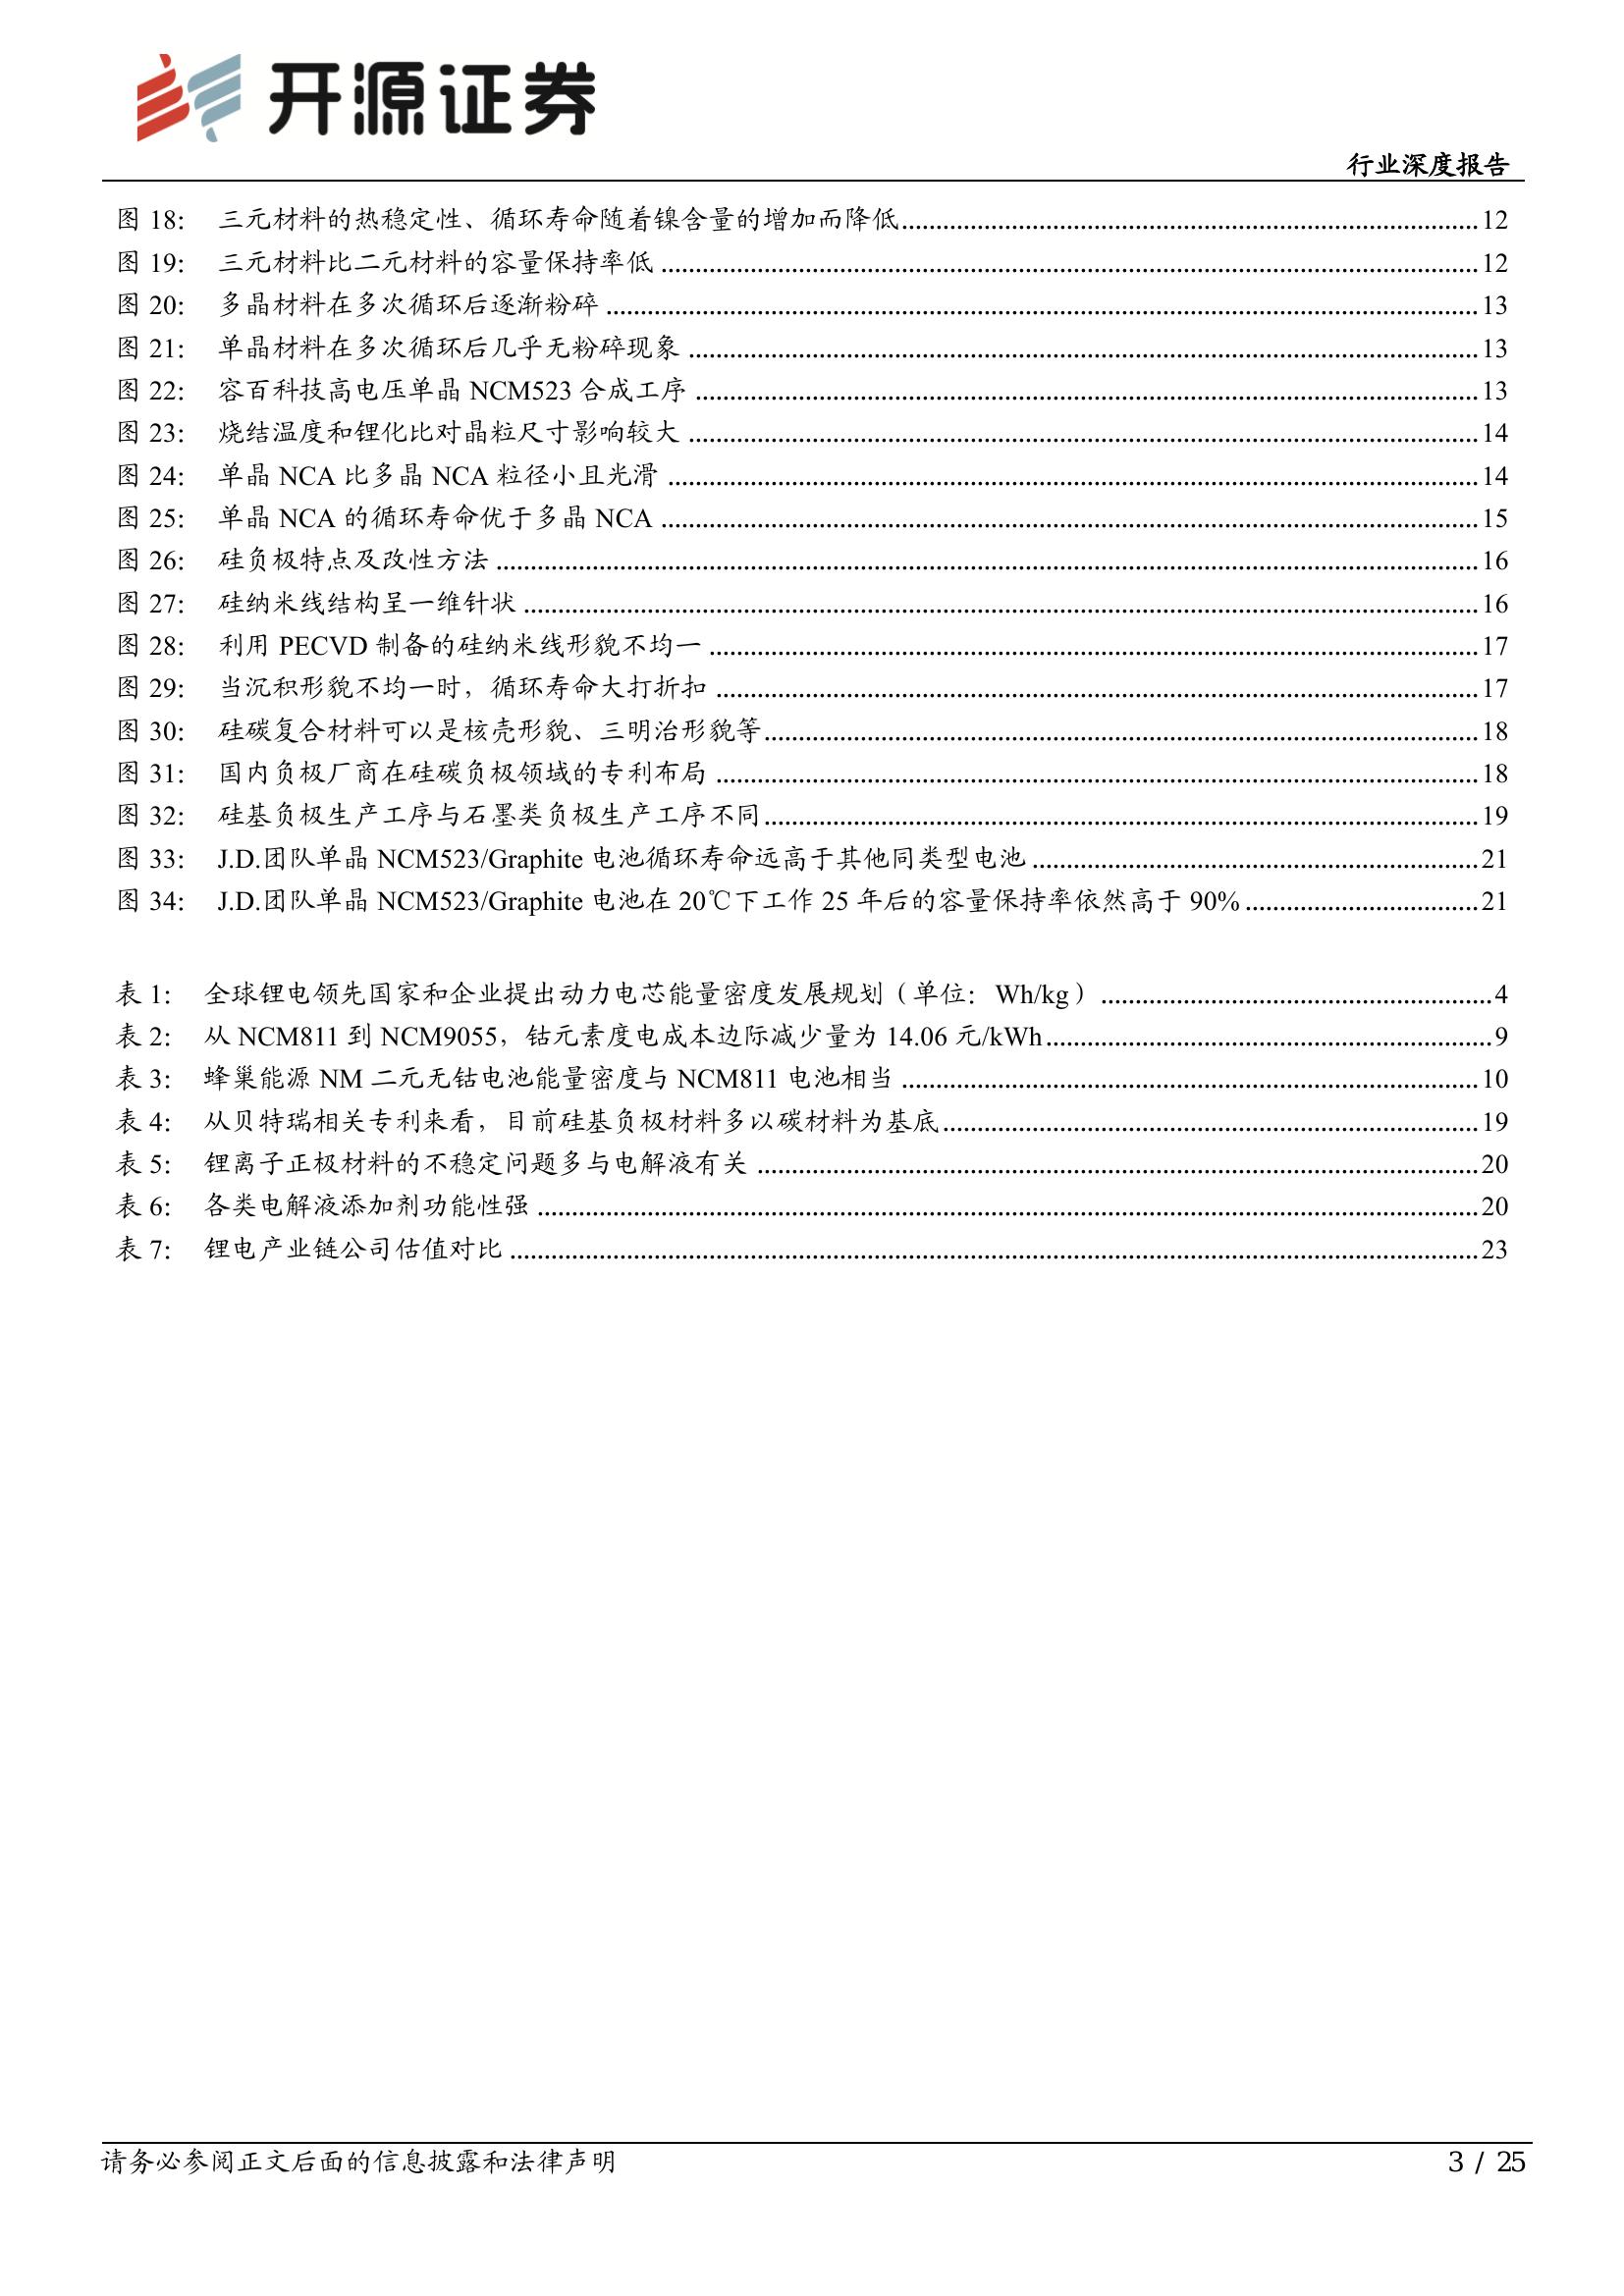 开源证券
行业深度报告
图 18： 三元材料的热稳定性、循环寿命随着镍含量的增加而降低....................12
图 19： 三元材料比二元材料的容量保持率低....................12
图 20： 多晶材料在多次循环后逐渐粉碎....................13
图 21： 单晶材料在多次循环后几乎无粉碎现象....................13
图 22： 容百科技高电压单晶 NCM523 合成工序....................13
图 23： 烧结温度和锂化比对晶粒尺寸影响较大....................14
图 24： 单晶 NCA 比多晶 NCA 粒径小且光滑....................14
图 25： 单晶 NCA 的循环寿命优于多晶 NCA....................15
图 26： 硅负极特点及改性方法....................16
图 27： 硅纳米线结构呈一维针状....................16
图 28： 利用 PECVD 制备的硅纳米线形貌不均一....................17
图 29： 当沉积形貌不均一时，循环寿命大打折扣....................17
图 30： 硅碳复合材料可以是核壳形貌、三明治形貌等....................18
图 31： 国内负极厂商在硅碳负极领域的专利布局....................18
图 32： 硅基负极生产工序与石墨类负极生产工序不同....................19
图 33： J.D.团队单晶 NCM523/Graphite 电池循环寿命远高于其他同类型电池....................21
图 34： J.D.团队单晶 NCM523/Graphite 电池在 20℃下工作 25 年后的容量保持率依然高于 90%....................21
表 1： 全球锂电领先国家和企业提出动力电芯能量密度发展规划（单位：Wh/kg）....................4
表 2： 从 NCM811 到 NCM9055，钴元素度电成本边际减少量为 14.06 元/kWh....................9
表 3： 蜂巢能源 NM 二元无钴电池能量密度与 NCM811 电池相当....................10
表 4： 从贝特瑞相关专利来看，目前硅基负极材料多以碳材料为基底....................19
表 5： 锂离子正极材料的不稳定问题多与电解液有关....................20
表 6： 各类电解液添加剂功能性强....................20
表 7： 锂电产业链公司估值对比....................23
请务必参阅正文后面的信息披露和法律声明
3 / 25